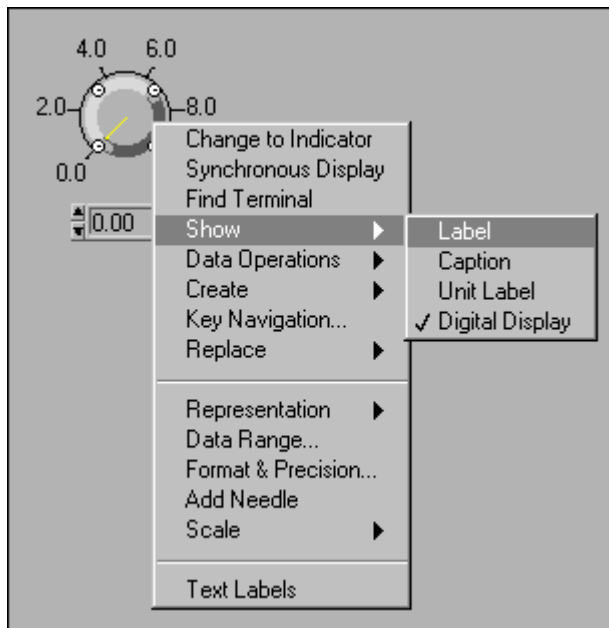 4.0 6.0
2.0 8.0
0.0
0.00
Change to Indicator
Synchronous Display
Find Terminal
Show
Data Operations
Create
Key Navigation...
Replace
Representation
Data Range...
Format & Precision...
Add Needle
Scale
Text Labels
Label
Caption
Unit Label
✓ Digital Display